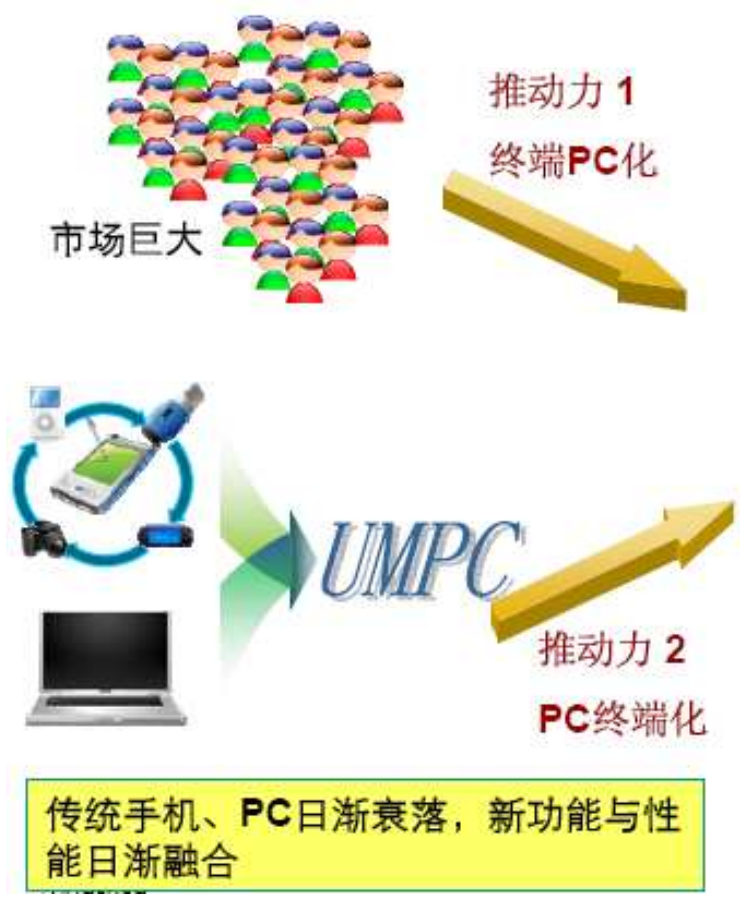 推动力 1
终端PC化
市场巨大
UMPC
推动力 2
PC终端化
传统手机、PC日渐衰落，新功能与性
能日渐融合